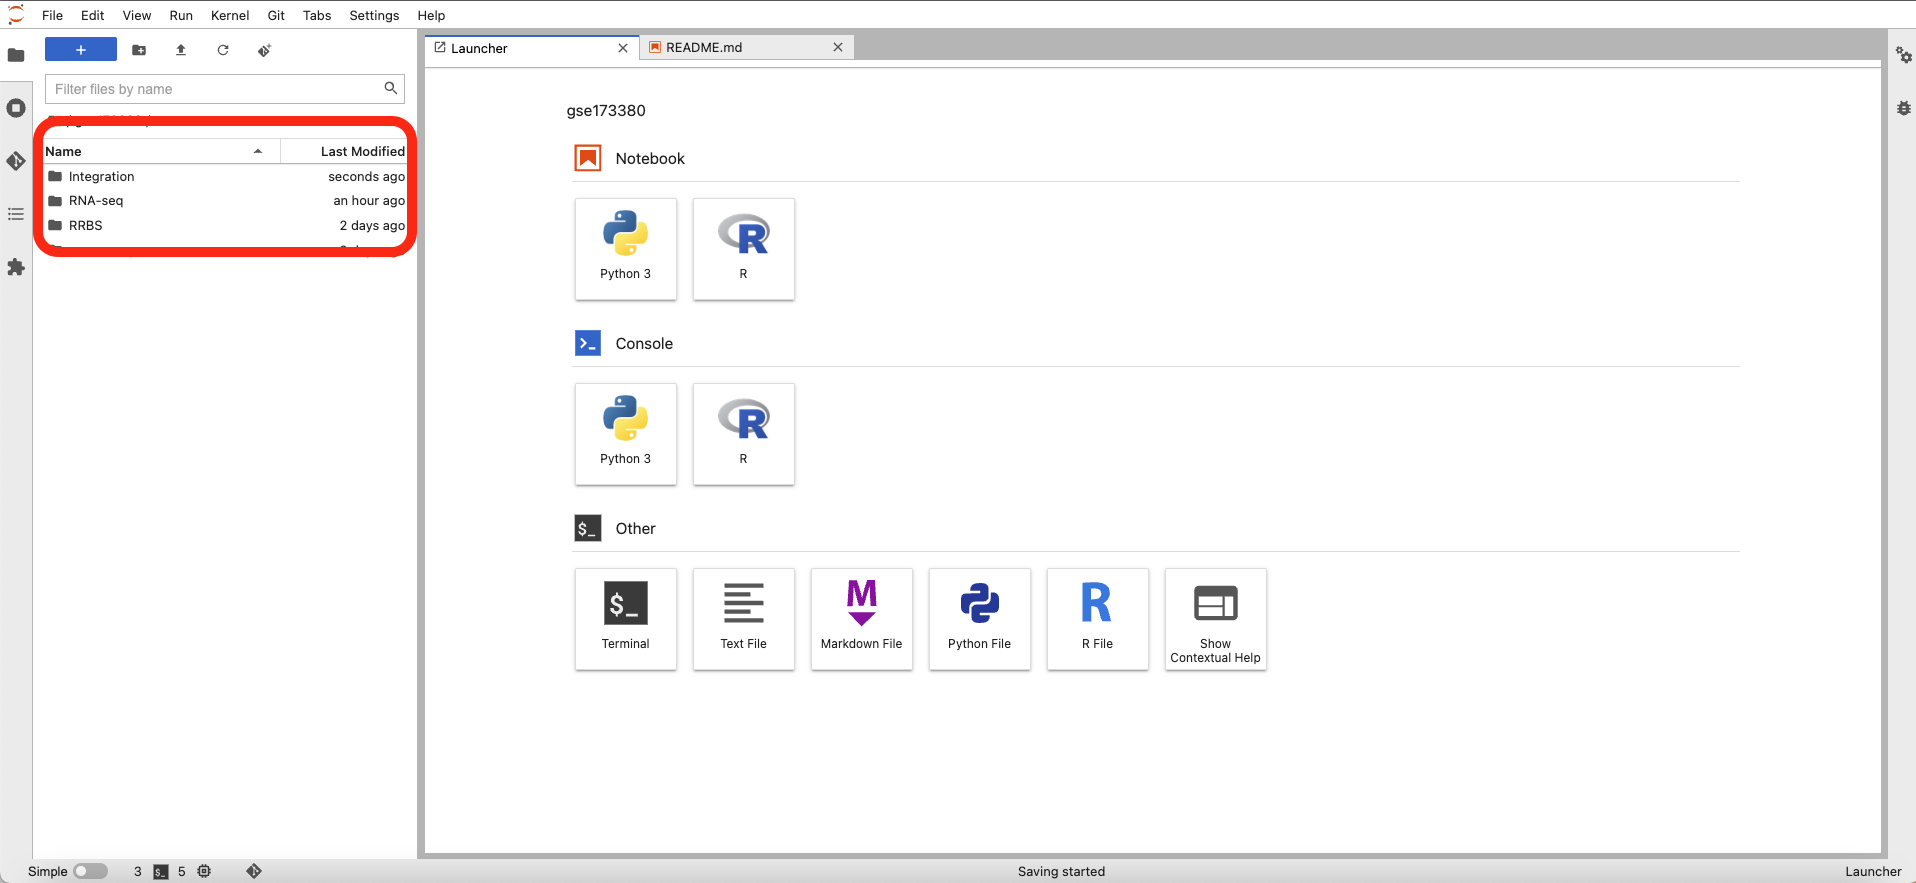 File Edit View Run Kernel Git Tabs Settings Help
Launcher
README.md
Filter files by name
Name Last Modified
Integration seconds ago
RNA-seq an hour ago
RRBS 2 days ago
gse173380
Notebook
Python 3 R
Console
Python 3 R
$_ Other
$_
Terminal Text File Markdown File Python File R File Show
Contextual Help
Simple 3 $_ 5 Saving started Launcher